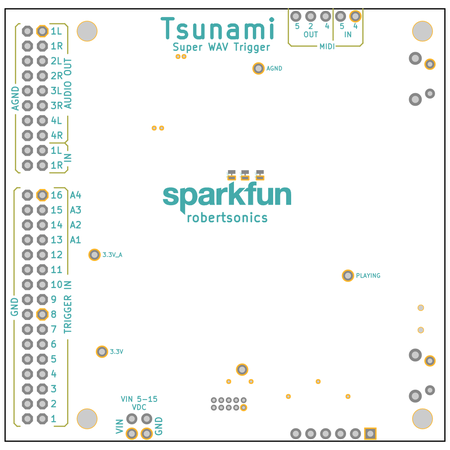 Tsunami
Super WAV Trigger
5 2 4
OUT
5 4
IN
MIDI
AGND
AUDIO OUT
IN
1L
1R
2L
2R
3L
3R
4L
4R
1L
1R
AGND
sparkfun
robertsonics
GND
TRIGGER IN
16 A4
15 A3
14 A2
13 A1
12
11
10
9
8
7
6
5
4
3
2
1
3.3V_A
PLAYING
3.3V
VIN 5-15
VDC
VIN
GND